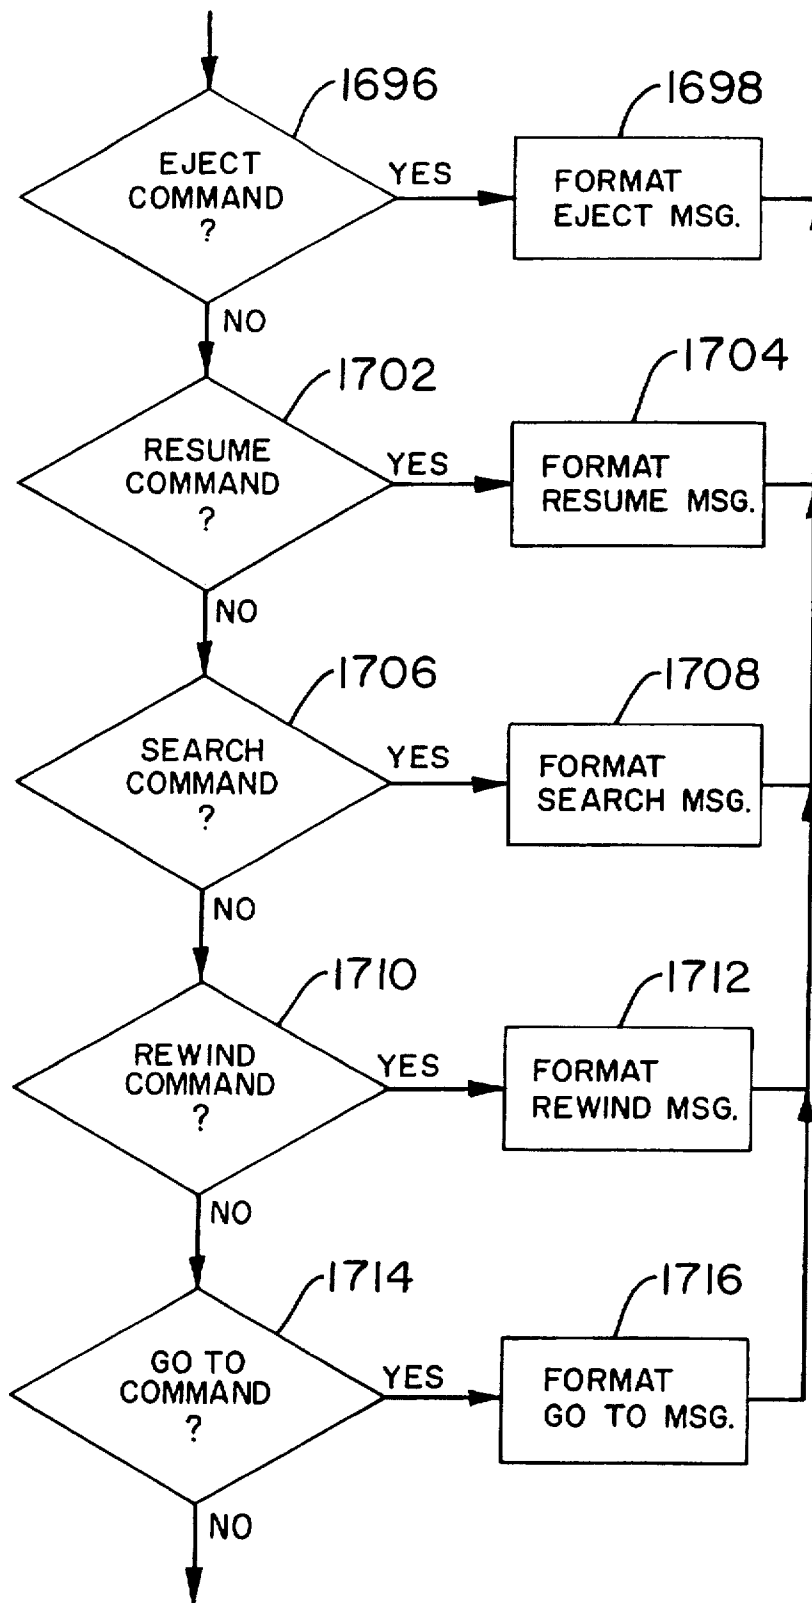 1696
EJECT
COMMAND
?
YES
1698
FORMAT
EJECT MSG.
NO
1702
RESUME
COMMAND
?
YES
1704
FORMAT
RESUME MSG.
NO
1706
SEARCH
COMMAND
?
YES
1708
FORMAT
SEARCH MSG.
NO
1710
REWIND
COMMAND
?
YES
1712
FORMAT
REWIND MSG.
NO
1714
GO TO
COMMAND
?
YES
1716
FORMAT
GO TO MSG.
NO